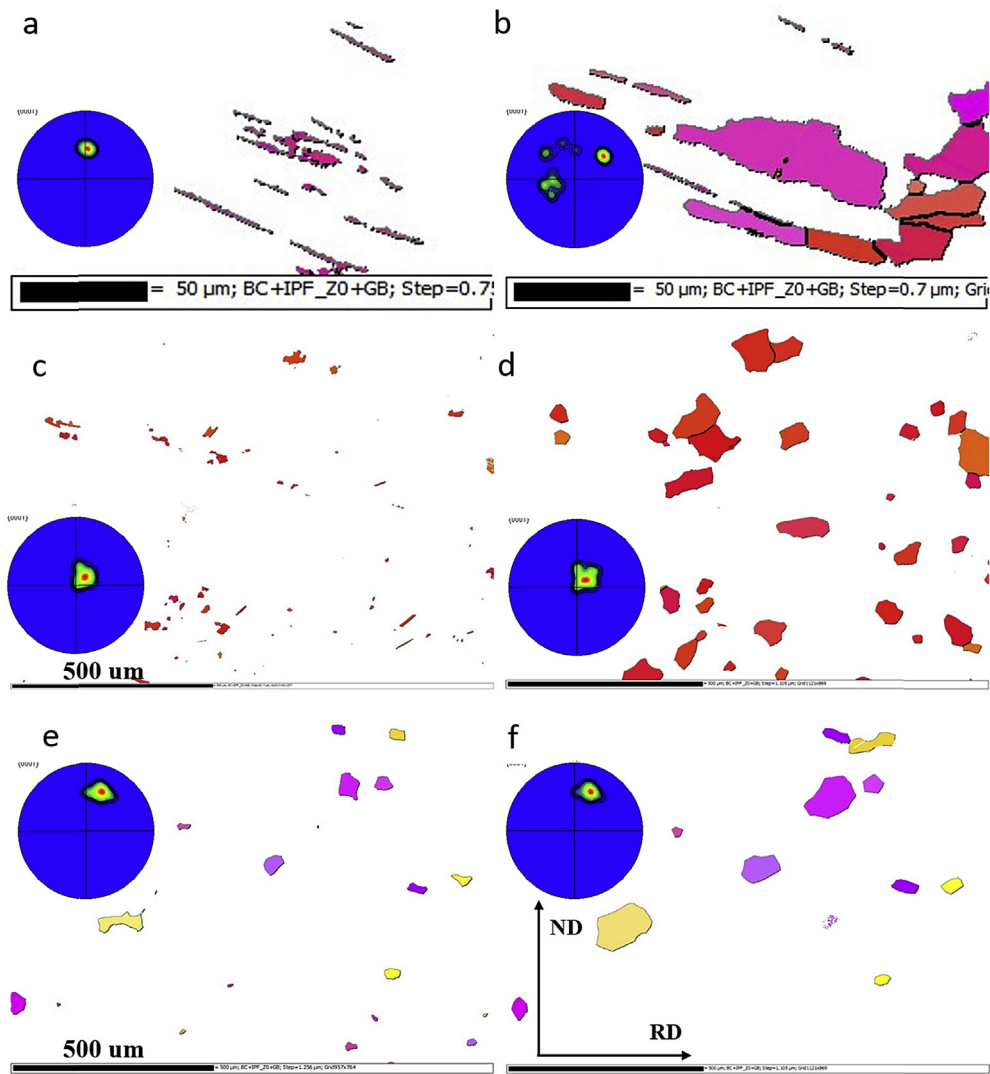 a
b
{0001}
{0001}
= 50 µm; BC+IPF_Z0+GB; Step=0.75
= 50 µm; BC+IPF_Z0+GB; Step=0.7 µm; Gri
c
d
{0001}
{0001}
500 um
= 500 µm; BC+IPF_Z0+GB; Step=1.105 µm; Grid1121x869
e
f
{0001}
{0001}
ND
RD
500 um
= 500 µm; BC+IPF_Z0+GB; Step=1.256 µm; Grid957x764
= 500 µm; BC+IPF_Z0+GB; Step=1.105 µm; Grid1121x869